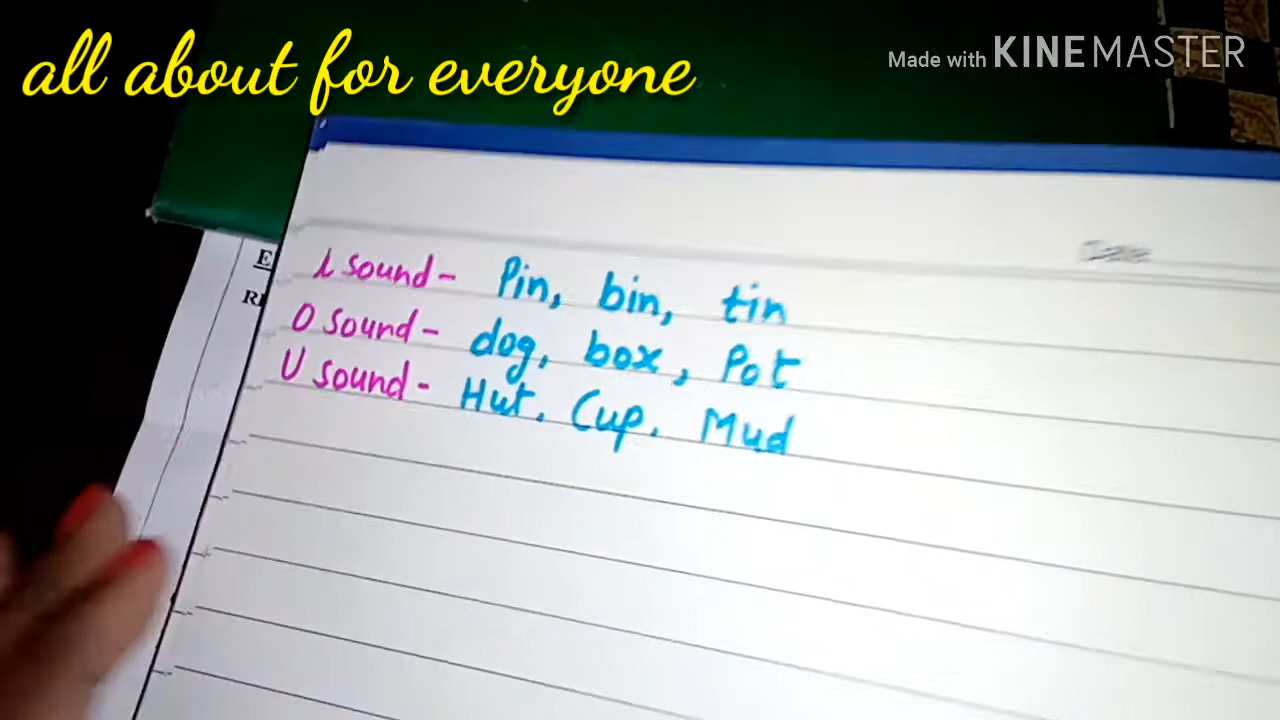 all about for everyone
Made with KINEMASTER
i sound - Pin, bin, tin
O sound - dog, box, Pot
U sound - Hut, Cup, Mud